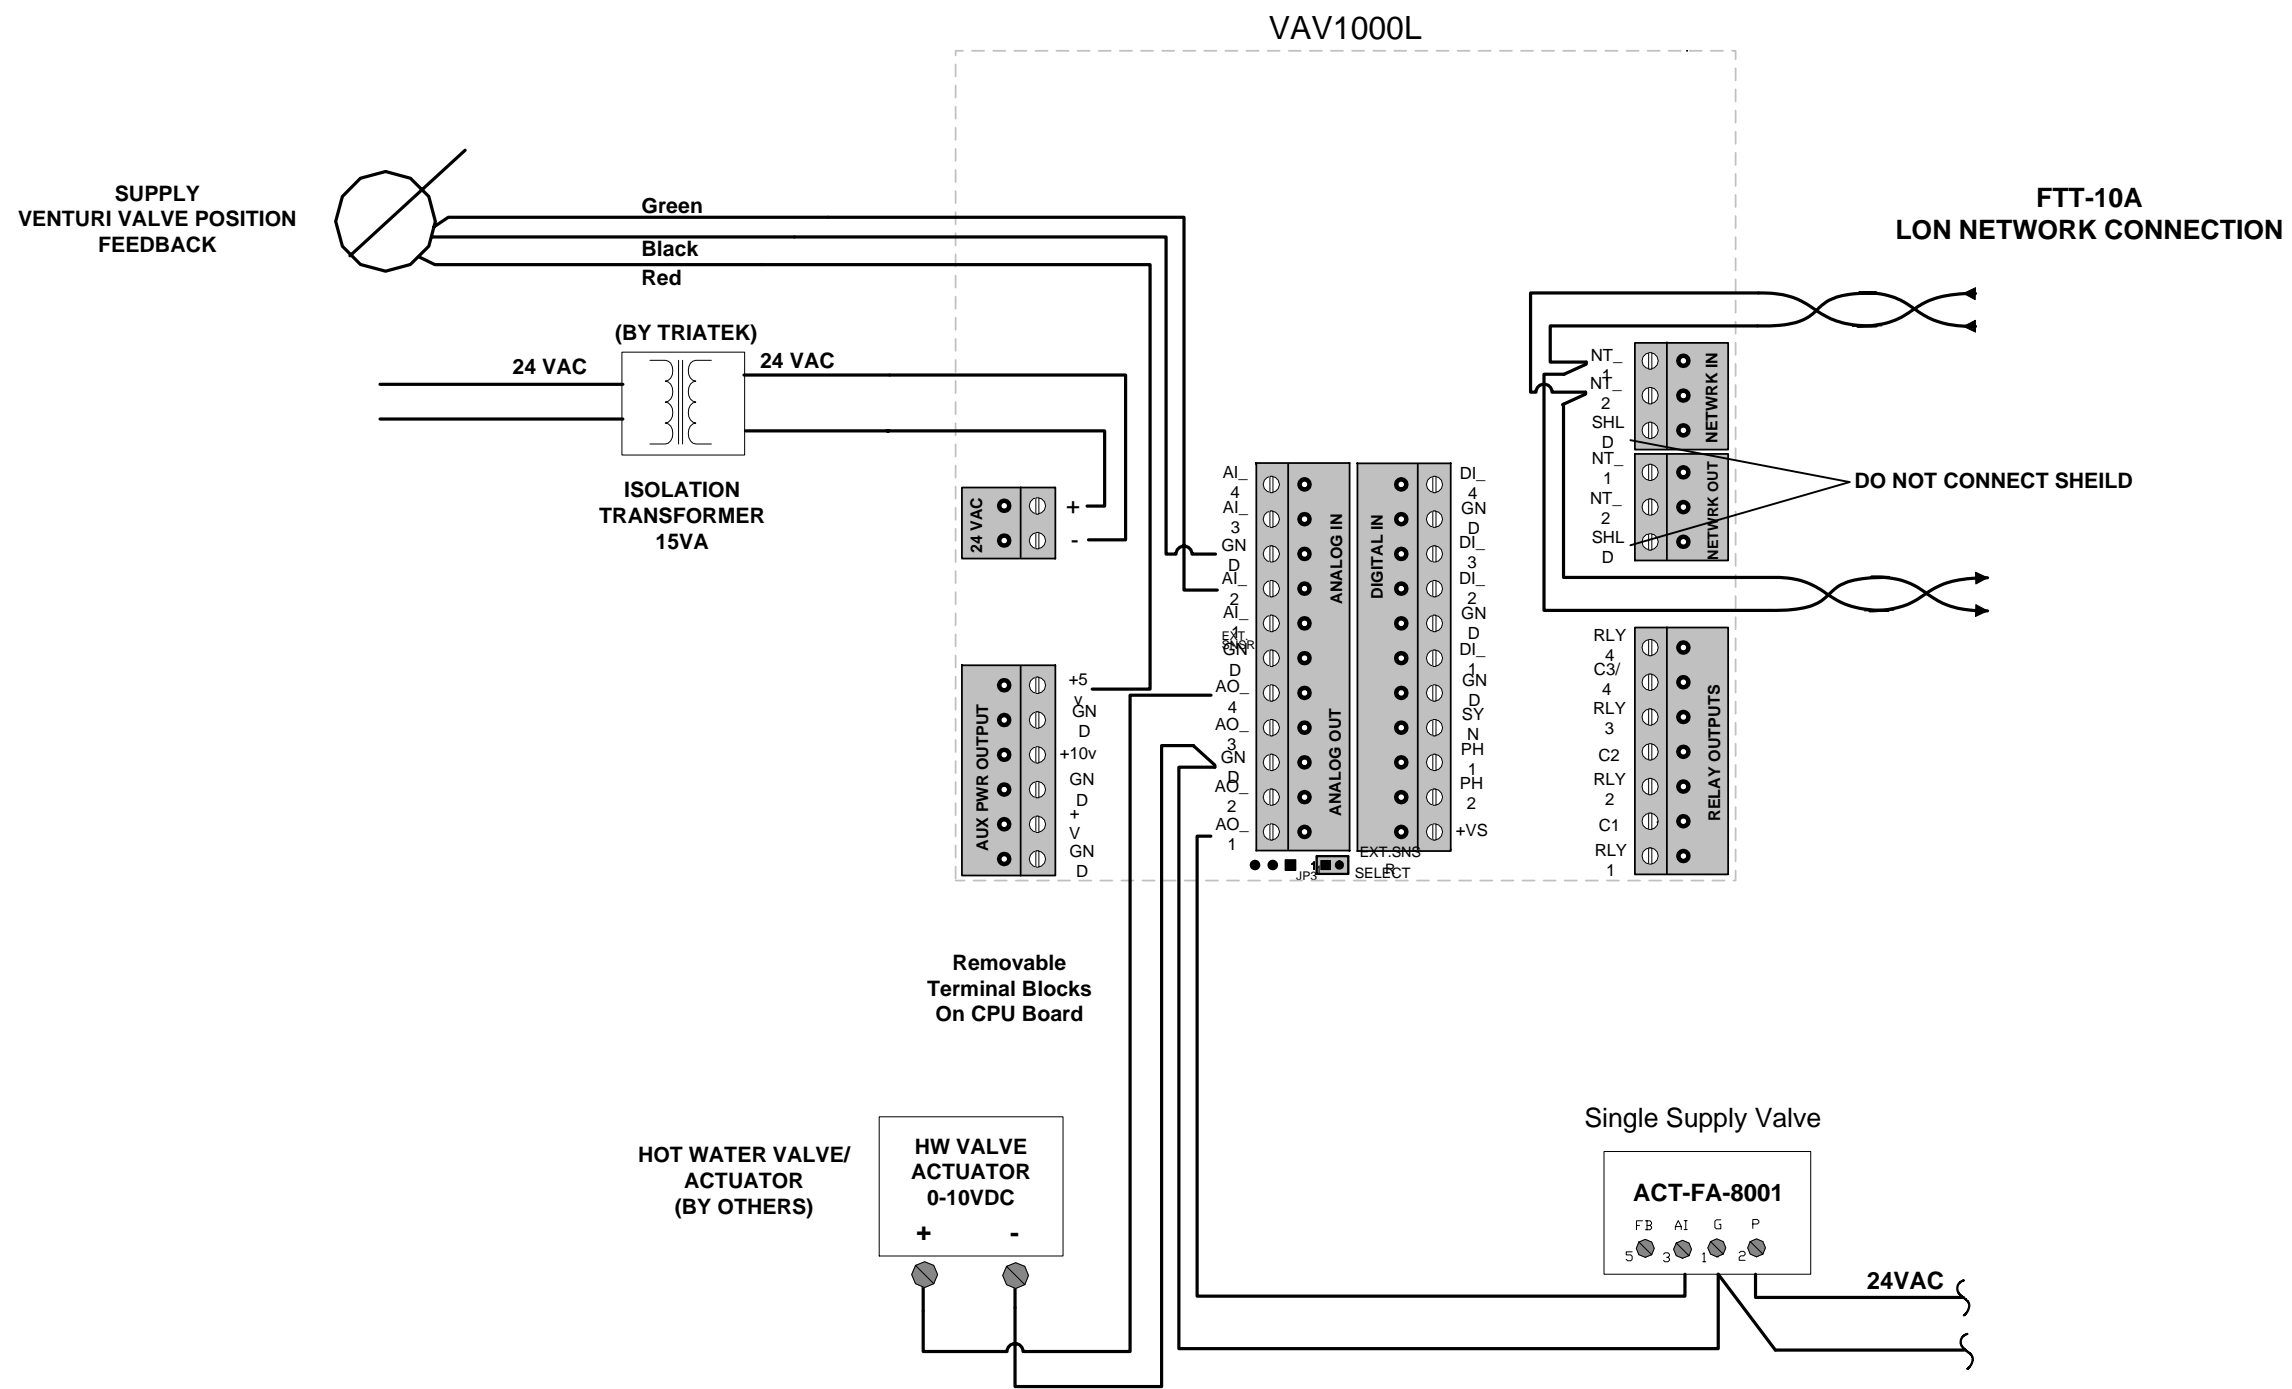 VAV1000L
SUPPLY
VENTURI VALVE POSITION
FEEDBACK
Green
Black
Red
FTT-10A
LON NETWORK CONNECTION
(BY TRIATEK)
24 VAC
24 VAC
ISOLATION
TRANSFORMER
15VA
24 VAC
+
-
AUX PWR OUTPUT
+5
v
GN
D
+10v
GN
D
+
V
GN
D
AI_
4
AI_
3
GN
D
AI_
2
AI_
1
EXT.
SNSR
GN
D
AO_
4
AO_
3
GN
D
AO_
2
AO_
1
ANALOG IN
ANALOG OUT
DIGITAL IN
DI_
4
GN
D
DI_
3
DI_
2
GN
D
DI_
1
GN
D
SY
N
PH
1
PH
2
+VS
JP3
1
EXT.SNS
R
SELECT
NT_
1
NT_
2
SHL
D
NETWRK IN
NT_
1
NT_
2
SHL
D
NETWRK OUT
DO NOT CONNECT SHEILD
RLY
4
C3/
4
RLY
3
C2
RLY
2
C1
RLY
1
RELAY OUTPUTS
Removable
Terminal Blocks
On CPU Board
HOT WATER VALVE/
ACTUATOR
(BY OTHERS)
HW VALVE
ACTUATOR
0-10VDC
+ -
Single Supply Valve
ACT-FA-8001
FB AI G P
5 3 1 2
24VAC